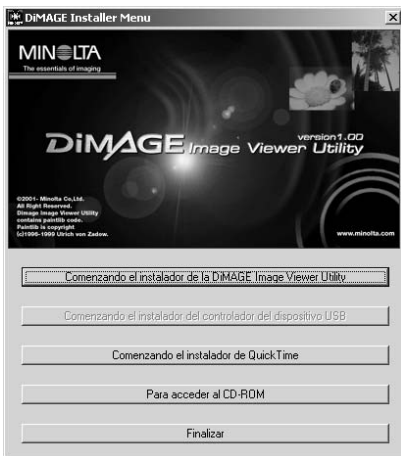 DiMAGE Installer Menu
MINOLTA
The essentials of imaging
version1.00
DiMAGE Image Viewer Utility
©2001- Minolta Co,Ltd.
All Right Reserved.
Dimage Image Viewer Utility
contains paintlib code.
Paintlib is copyright
(c)1996-1999 Ulrich von Zadow.
www.minolta.com
Comenzando el instalador de la DiMAGE Image Viewer Utility
Comenzando el instalador del controlador del dispositivo USB
Comenzando el instalador de QuickTime
Para acceder al CD-ROM
Finalizar